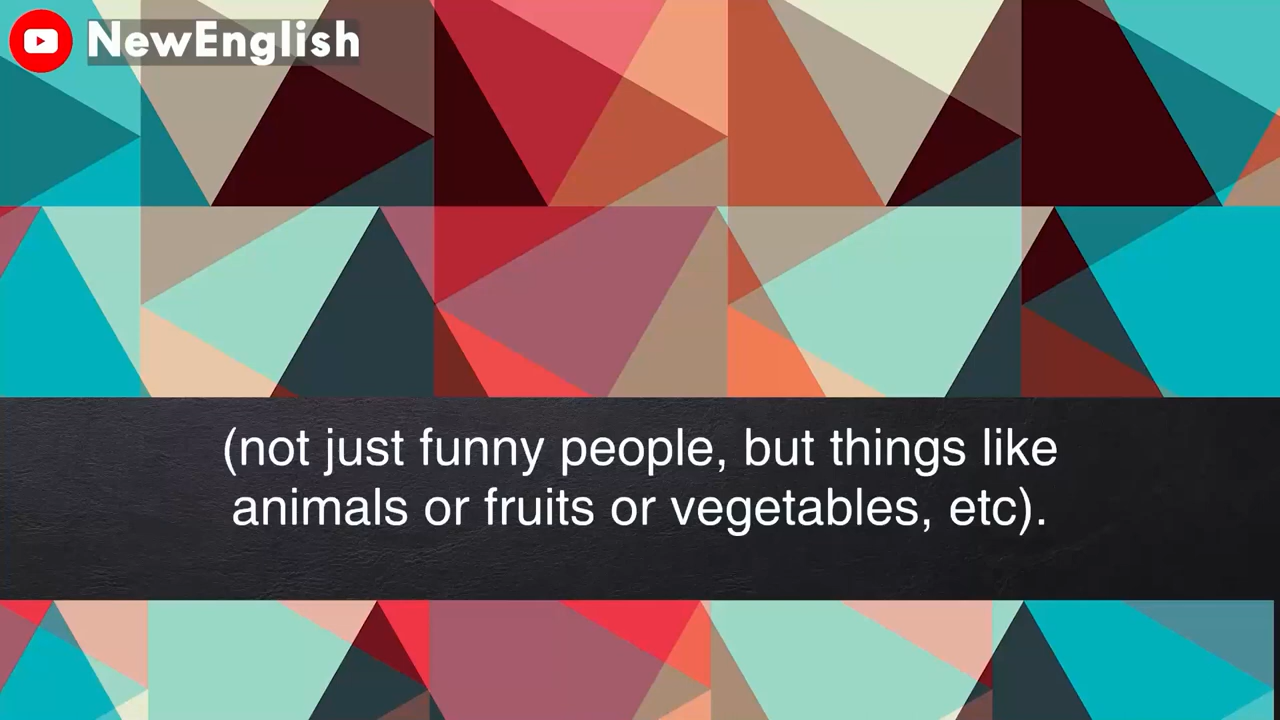 NewEnglish
(not just funny people, but things like
animals or fruits or vegetables, etc).